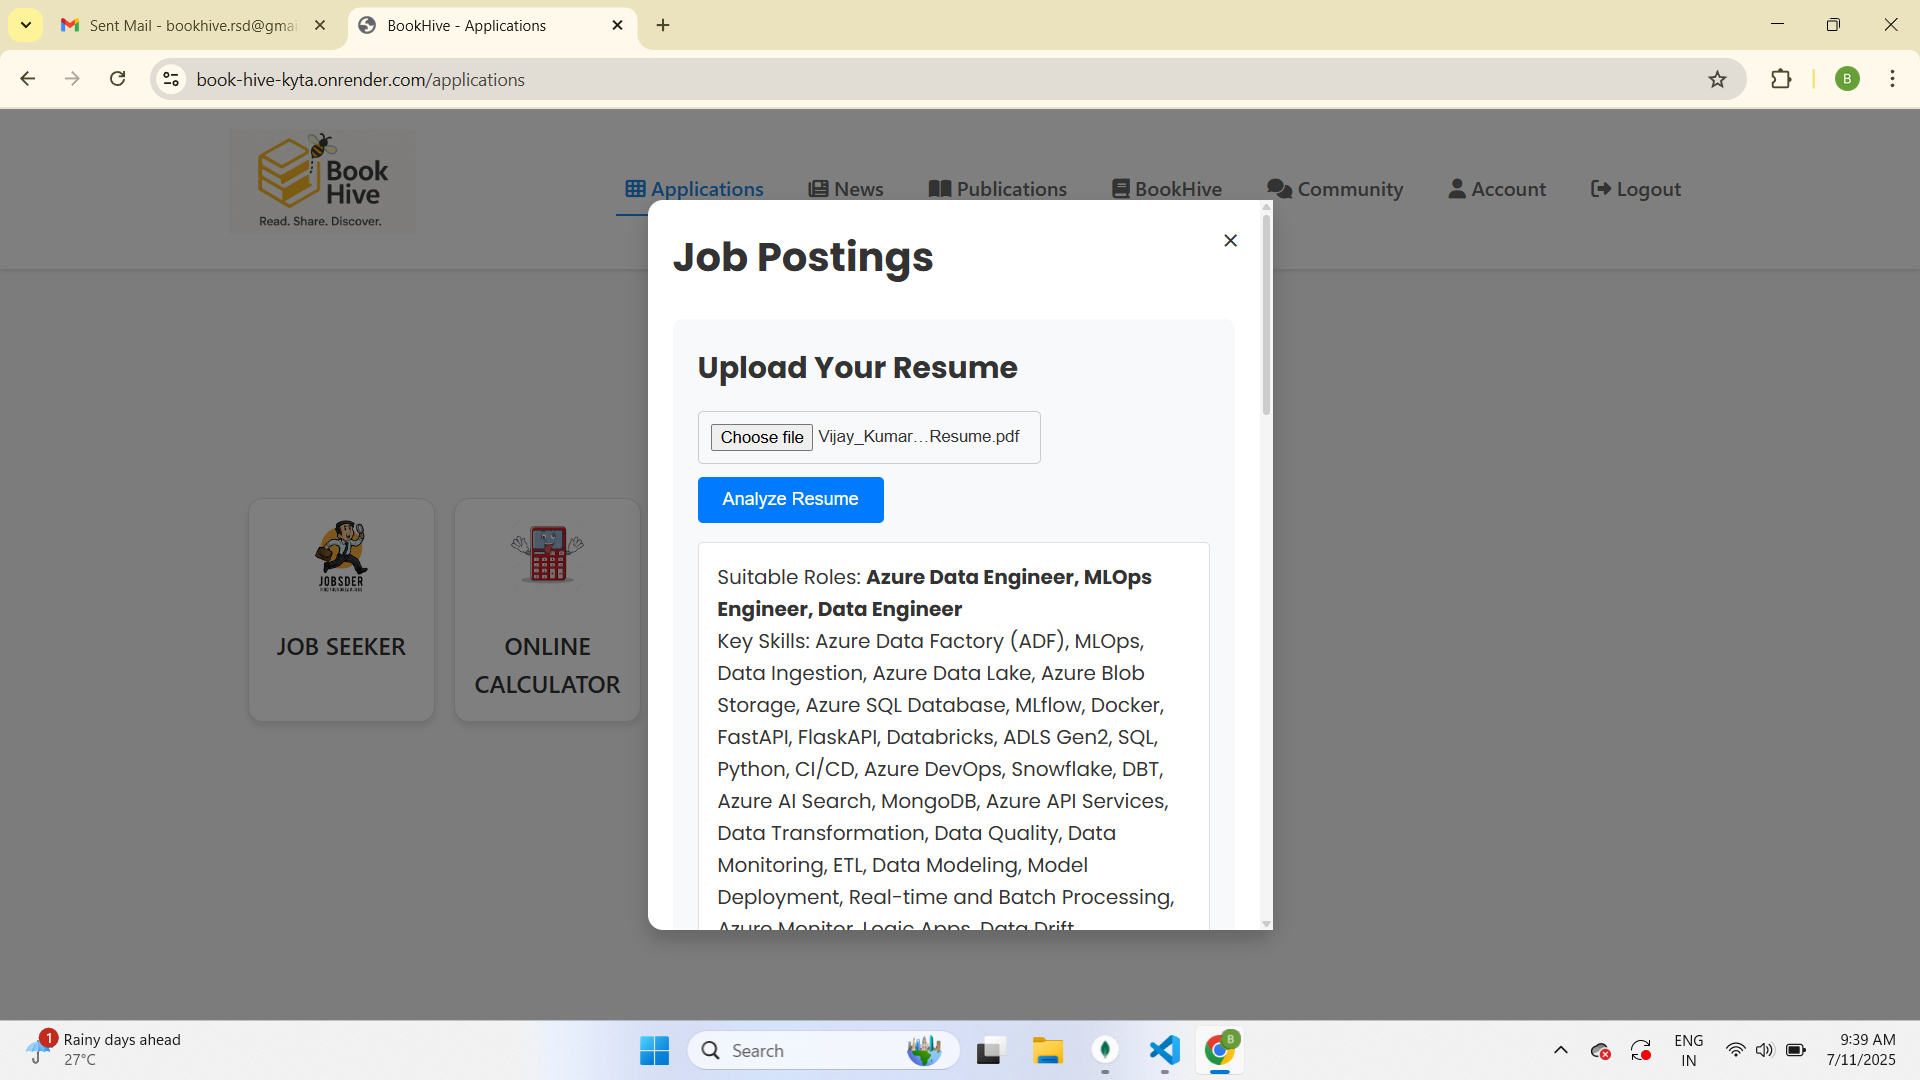 Sent Mail - bookhive.rsd@gmai
BookHive - Applications
book-hive-kyta.onrender.com/applications
B
Book
Hive
Read. Share. Discover.
Applications
News
Publications
BookHive
Community
Account
Logout
Job Postings
Upload Your Resume
Choose file Vijay_Kumar...Resume.pdf
Analyze Resume
Suitable Roles: Azure Data Engineer, MLOps
Engineer, Data Engineer
Key Skills: Azure Data Factory (ADF), MLOps,
Data Ingestion, Azure Data Lake, Azure Blob
Storage, Azure SQL Database, MLflow, Docker,
FastAPI, FlaskAPI, Databricks, ADLS Gen2, SQL,
Python, CI/CD, Azure DevOps, Snowflake, DBT,
Azure AI Search, MongoDB, Azure API Services,
Data Transformation, Data Quality, Data
Monitoring, ETL, Data Modeling, Model
Deployment, Real-time and Batch Processing,
Azure Monitor, Logic Apps, Data Drift
JOBSDER
JOB SEEKER
ONLINE
CALCULATOR
1
Rainy days ahead
27°C
Search
B
ENG
IN
9:39 AM
7/11/2025